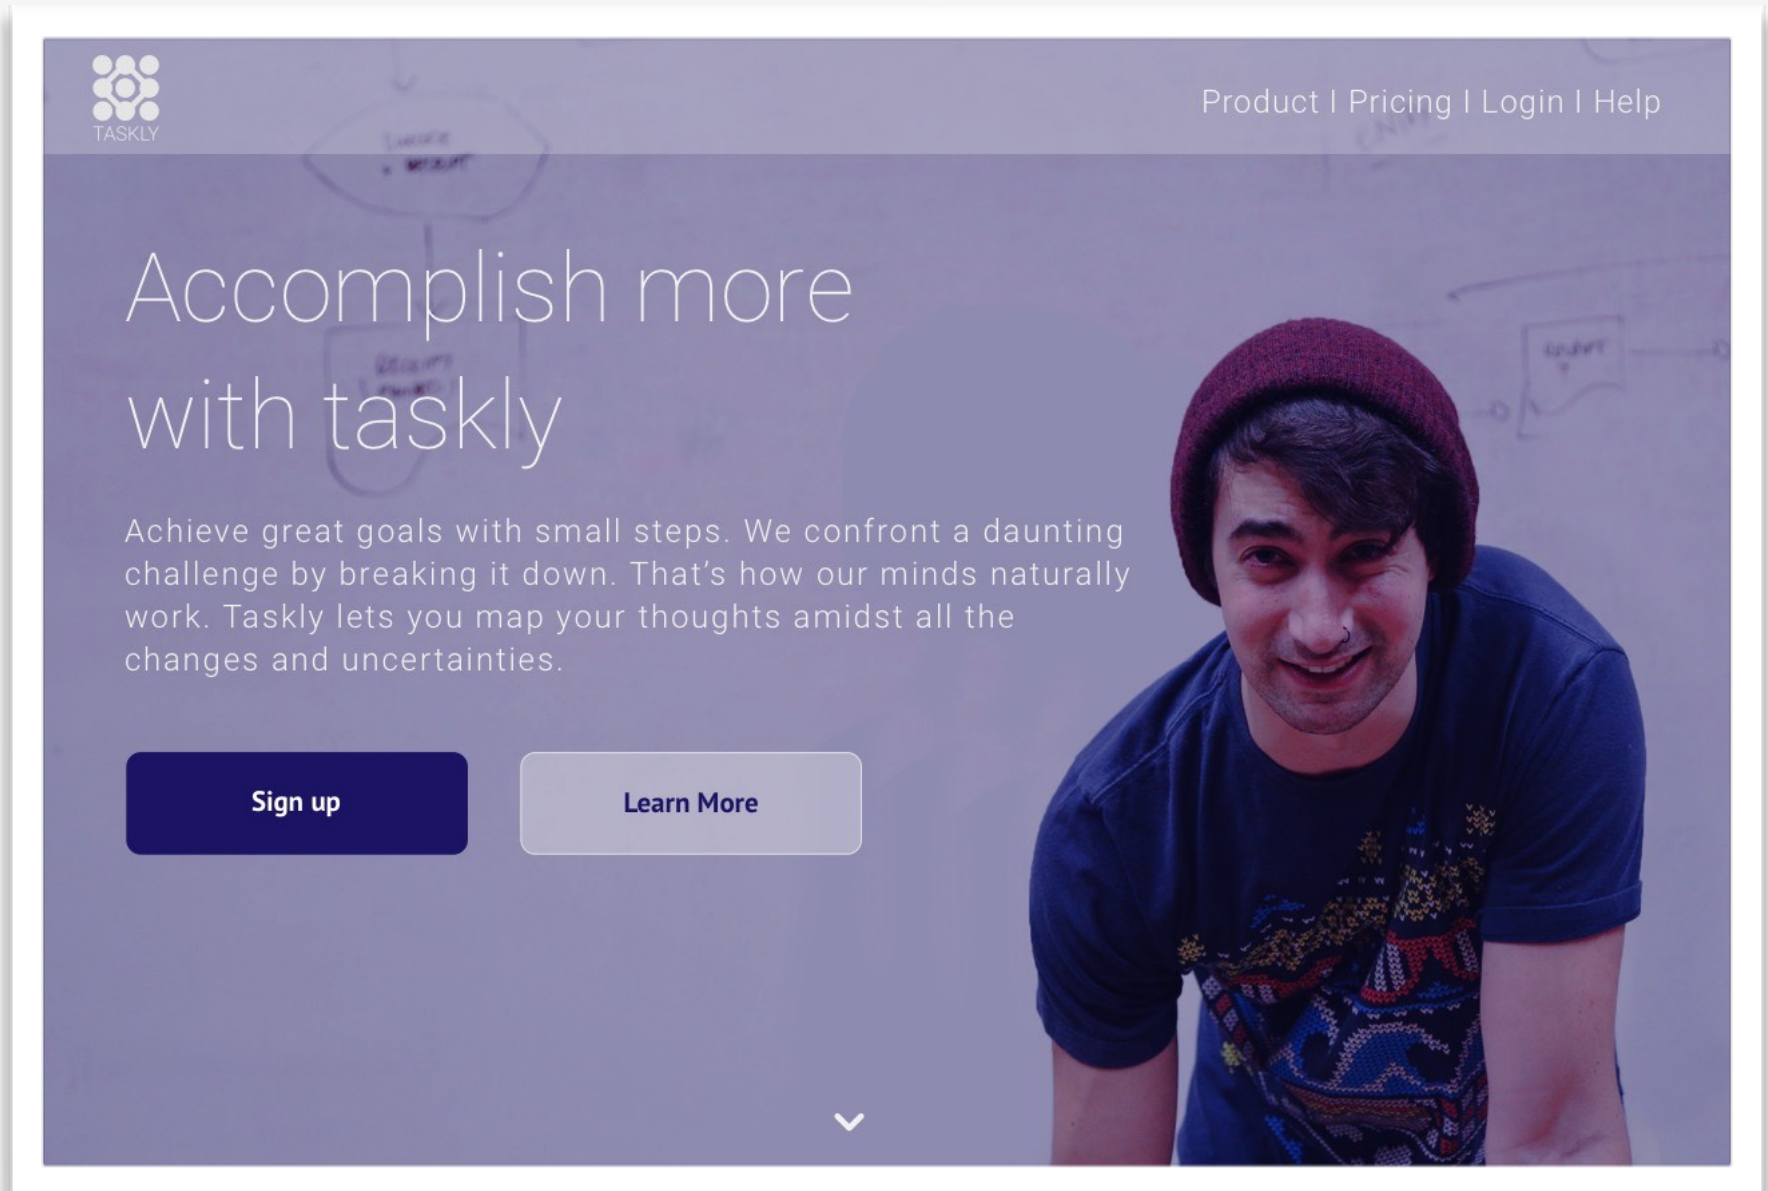 TASKLY
Product I Pricing I Login I Help
Accomplish more
with taskly
Achieve great goals with small steps. We confront a daunting
challenge by breaking it down. That’s how our minds naturally
work. Taskly lets you map your thoughts amidst all the
changes and uncertainties.
Sign up
Learn More